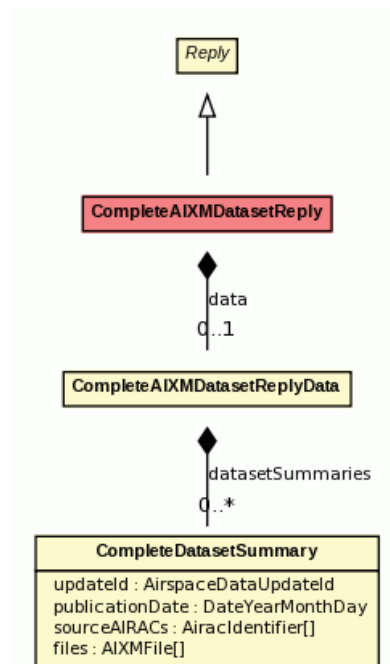 Reply
CompleteAIXMDatasetReply
data
0..1
CompleteAIXMDatasetReplyData
datasetSummaries
0..*
CompleteDatasetSummary
updateId : AirspaceDataUpdateId
publicationDate : DateYearMonthDay
sourceAIRACs : AiracIdentifier[]
files : AIXMFile[]